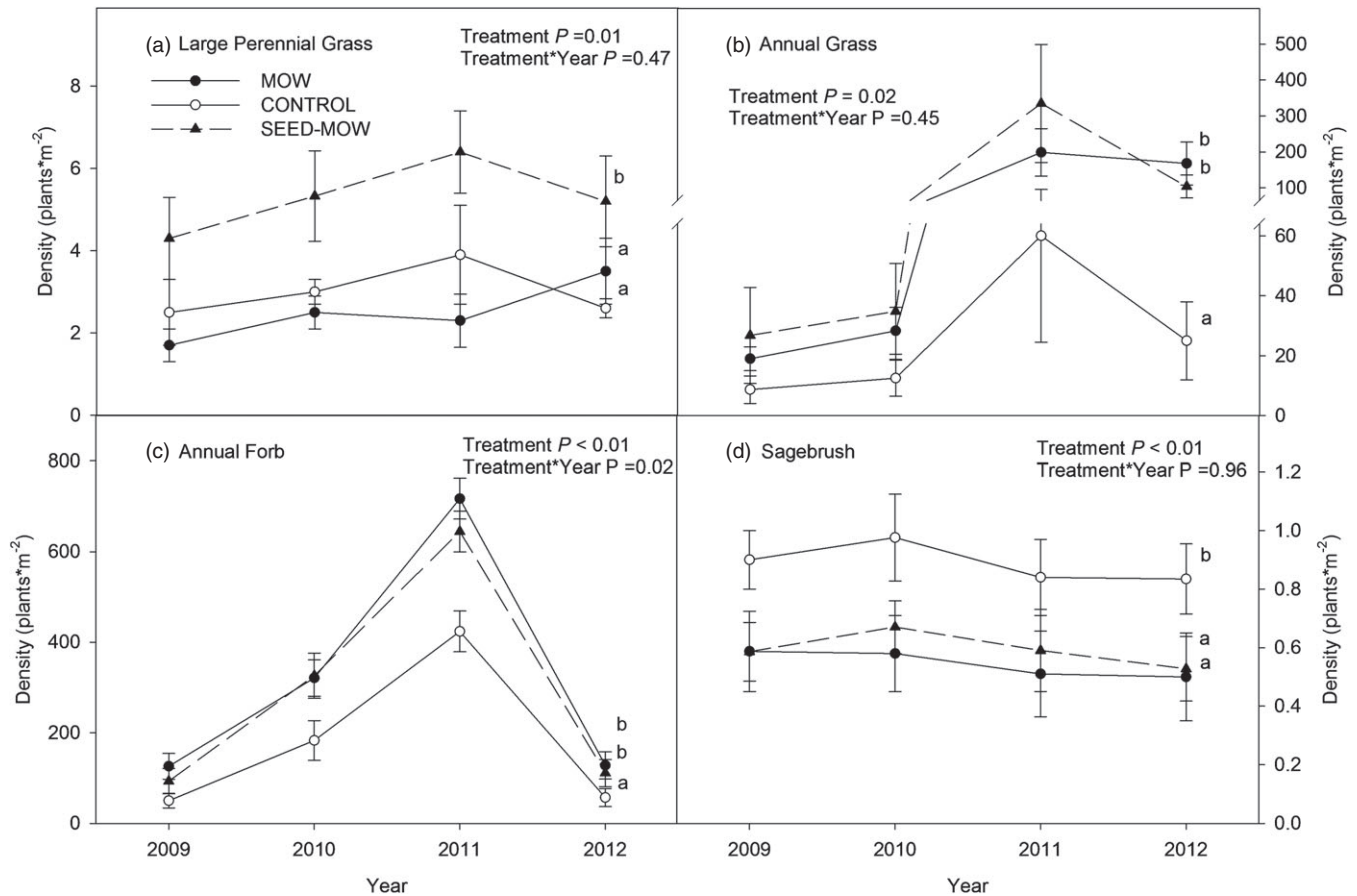 (a) Large Perennial Grass
Treatment P =0.01
Treatment*Year P =0.47
MOW
CONTROL
SEED-MOW
8
6
4
2
0
Density (plants*m-2)
b
a
a
(b) Annual Grass
Treatment P = 0.02
Treatment*Year P =0.45
b
b
a
500
400
300
200
100
60
40
20
0
Density (plants*m-2)
(c) Annual Forb
Treatment P < 0.01
Treatment*Year P =0.02
800
600
400
200
0
Density (plants*m-2)
b
b
a
2009 2010 2011 2012
Year
(d) Sagebrush
Treatment P < 0.01
Treatment*Year P =0.96
b
a
a
1.2
1.0
0.8
0.6
0.4
0.2
0.0
Density (plants*m-2)
2009 2010 2011 2012
Year